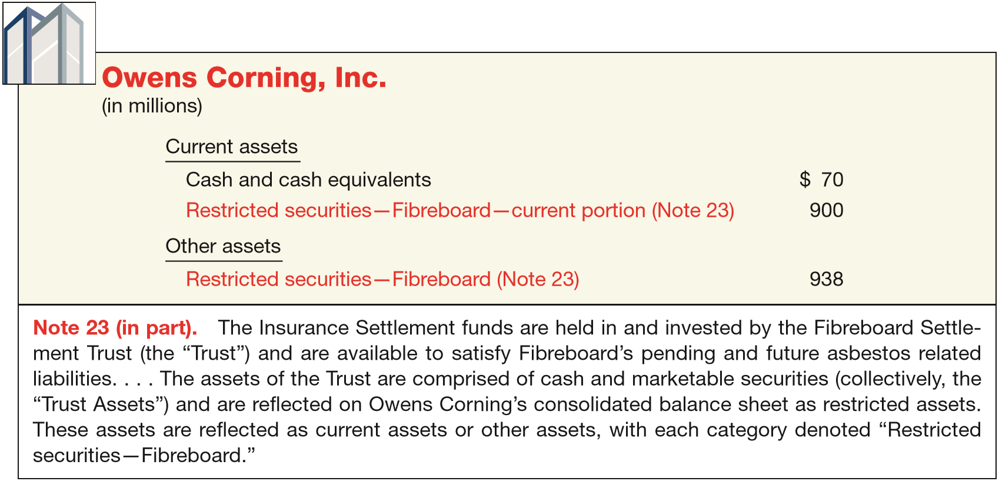 Owens Corning, Inc.
(in millions)
Current assets
Cash and cash equivalents $ 70
Restricted securities—Fibreboard—current portion (Note 23) 900
Other assets
Restricted securities—Fibreboard (Note 23) 938
Note 23 (in part). The Insurance Settlement funds are held in and invested by the Fibreboard Settle-
ment Trust (the “Trust”) and are available to satisfy Fibreboard’s pending and future asbestos related
liabilities. . . . The assets of the Trust are comprised of cash and marketable securities (collectively, the
“Trust Assets”) and are reflected on Owens Corning’s consolidated balance sheet as restricted assets.
These assets are reflected as current assets or other assets, with each category denoted “Restricted
securities—Fibreboard.”